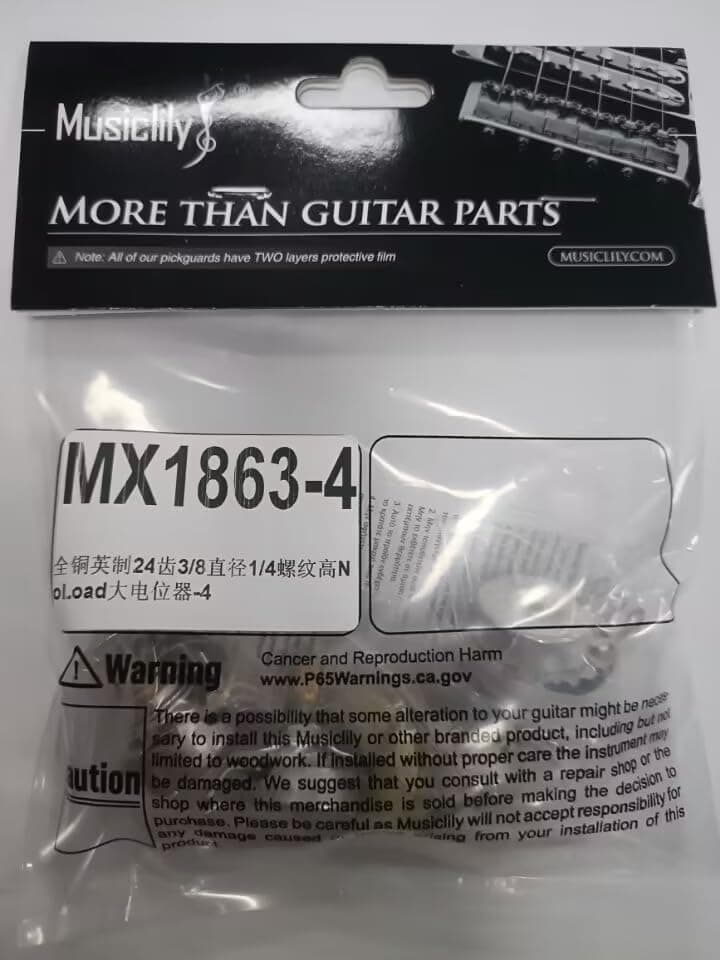 Musiclily
MORE THAN GUITAR PARTS
Note: All of our pickguards have TWO layers protective film
MUSICLILY.COM
MX1863-4
全铜英制24齿3/8直径1/4螺纹高N
oLoad大电位器-4
Warning
Cancer and Reproduction Harm
www.P65Warnings.ca.gov
aution
There is a possibility that some alteration to your guitar might be neces-
sary to install this Musiclily or other branded product, including but not
limited to woodwork. If installed without proper care the instrument may
be damaged. We suggest that you consult with a repair shop or the
shop where this merchandise is sold before making the decision to
purchase. Please be careful as Musiclily will not accept responsibility for
any damage caused from your installation of this
product.